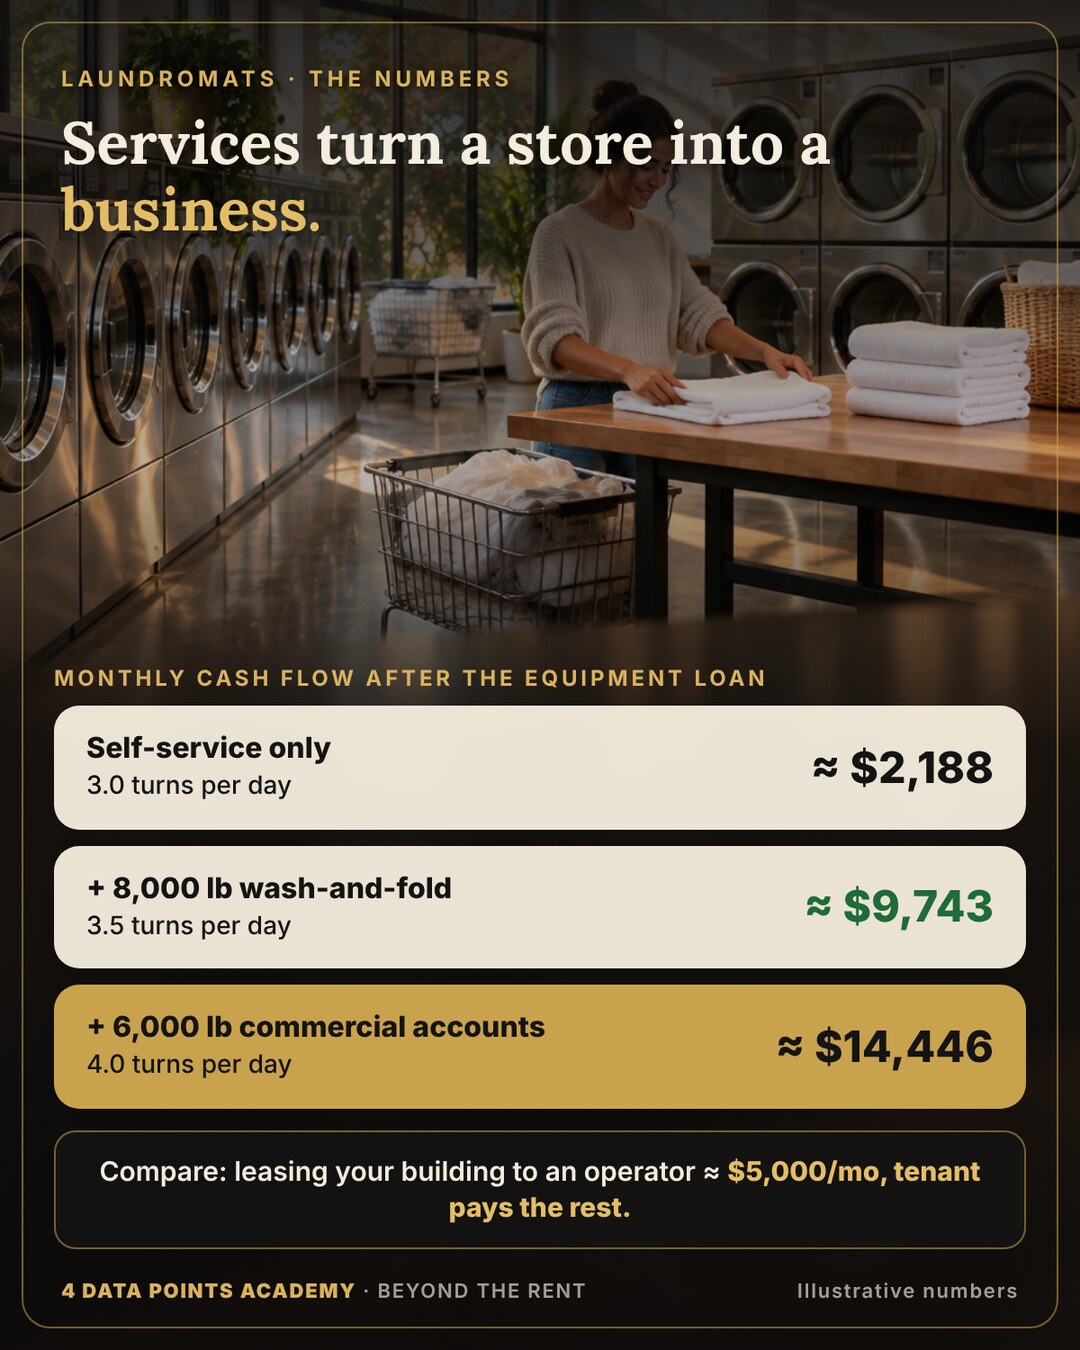 LAUNDROMATS · THE NUMBERS
Services turn a store into a
business.
MONTHLY CASH FLOW AFTER THE EQUIPMENT LOAN
Self-service only
3.0 turns per day
≈ $2,188
+ 8,000 lb wash-and-fold
3.5 turns per day
≈ $9,743
+ 6,000 lb commercial accounts
4.0 turns per day
≈ $14,446
Compare: leasing your building to an operator ≈ $5,000/mo, tenant
pays the rest.
4 DATA POINTS ACADEMY · BEYOND THE RENT
Illustrative numbers